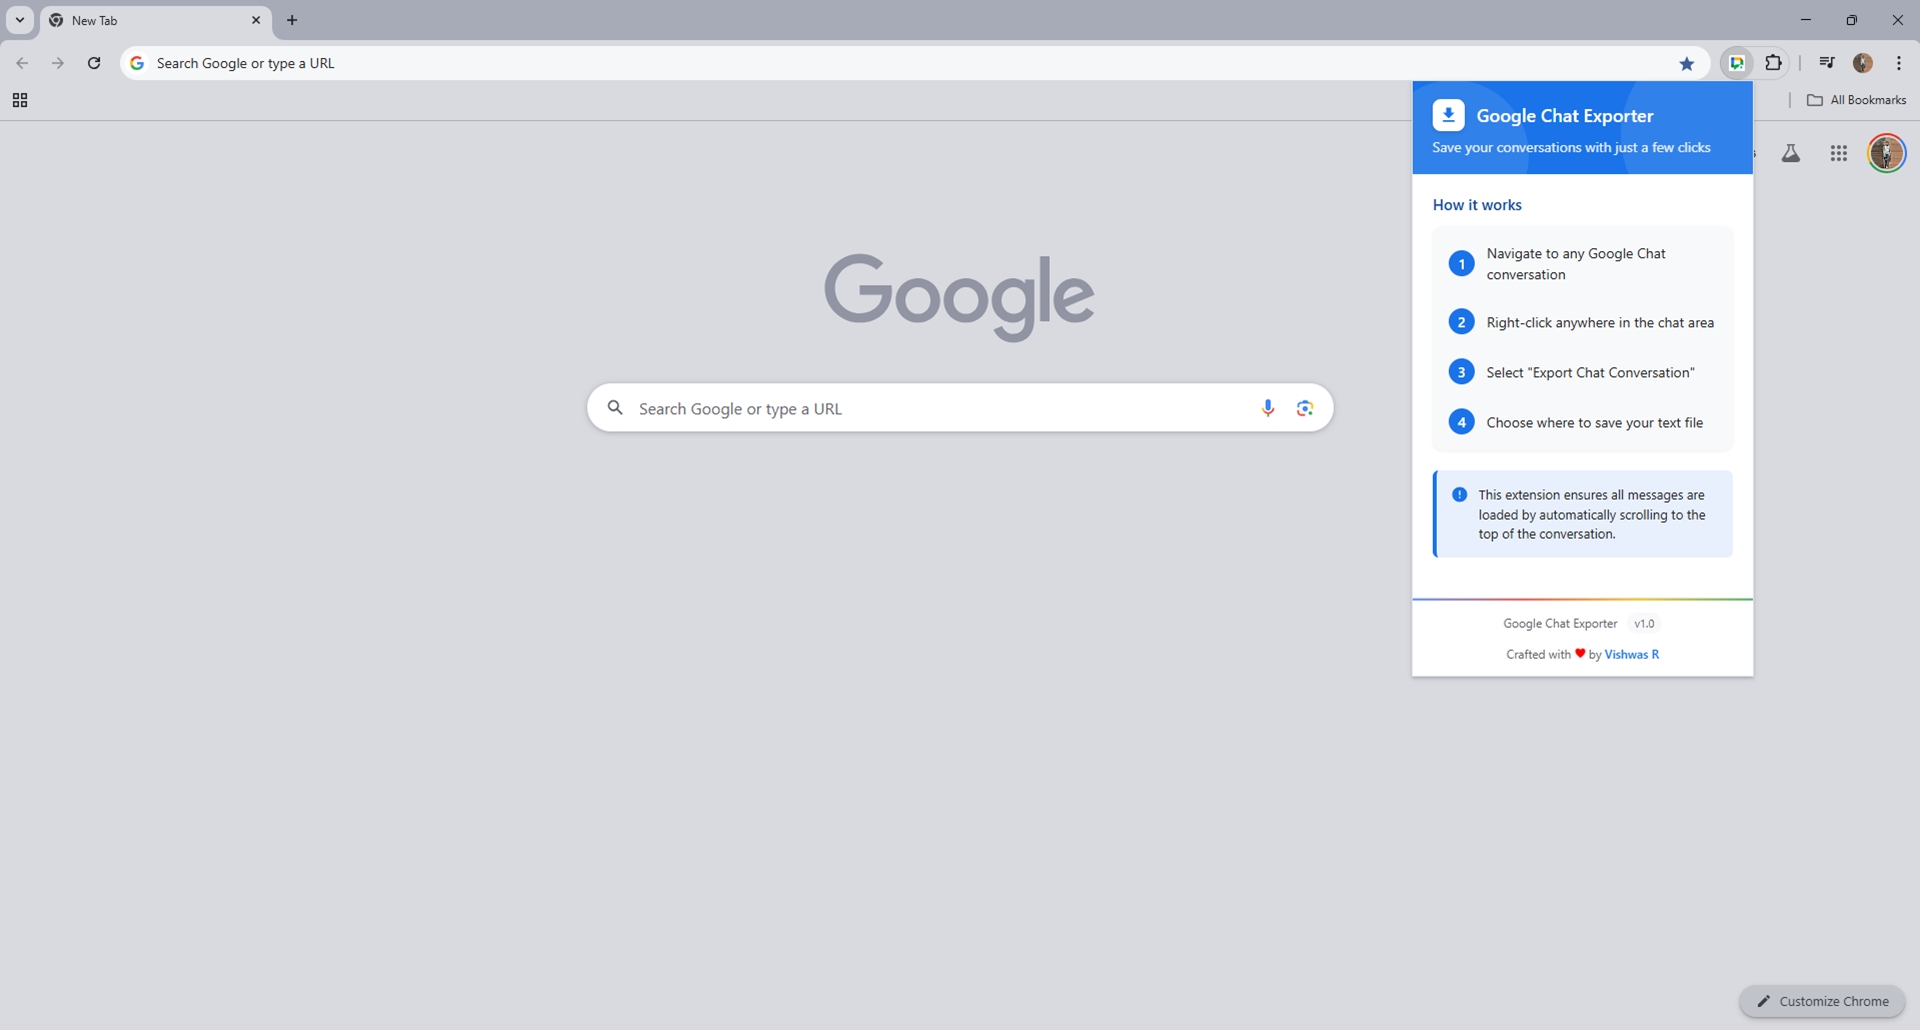 New Tab
Search Google or type a URL
All Bookmarks
Google Chat Exporter
Save your conversations with just a few clicks
Google
Search Google or type a URL
How it works
1 Navigate to any Google Chat
conversation
2 Right-click anywhere in the chat area
3 Select "Export Chat Conversation"
4 Choose where to save your text file
This extension ensures all messages are
loaded by automatically scrolling to the
top of the conversation.
Google Chat Exporter v1.0
Crafted with ❤ by Vishwas R
Customize Chrome